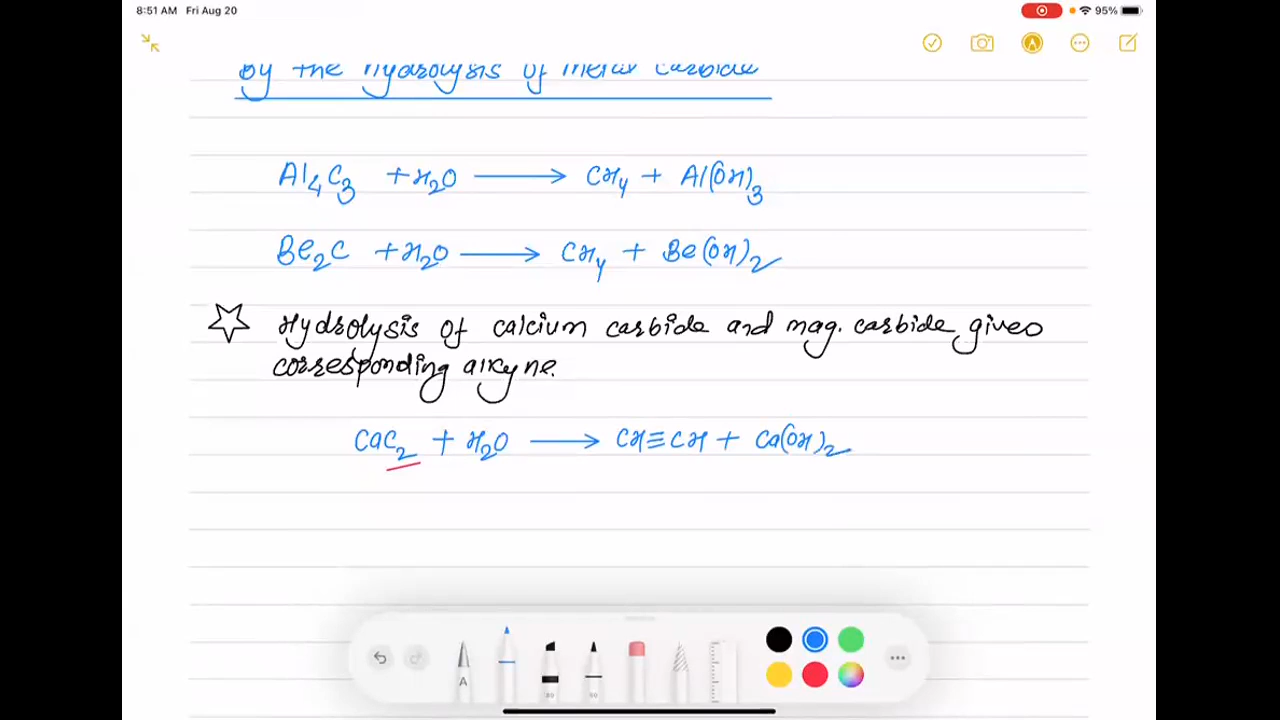 8:51 AM Fri Aug 20 95%
by the Hydrolysis of metal carbide
Al4C3 + H2O ⟶ CH4 + Al(OH)3
Be2C + H2O ⟶ CH4 + Be(OH)2
☆ Hydrolysis of calcium carbide and mag. carbide gives
corresponding alkyne.
CaC2 + H2O ⟶ CH≡CH + Ca(OH)2
A 80 50